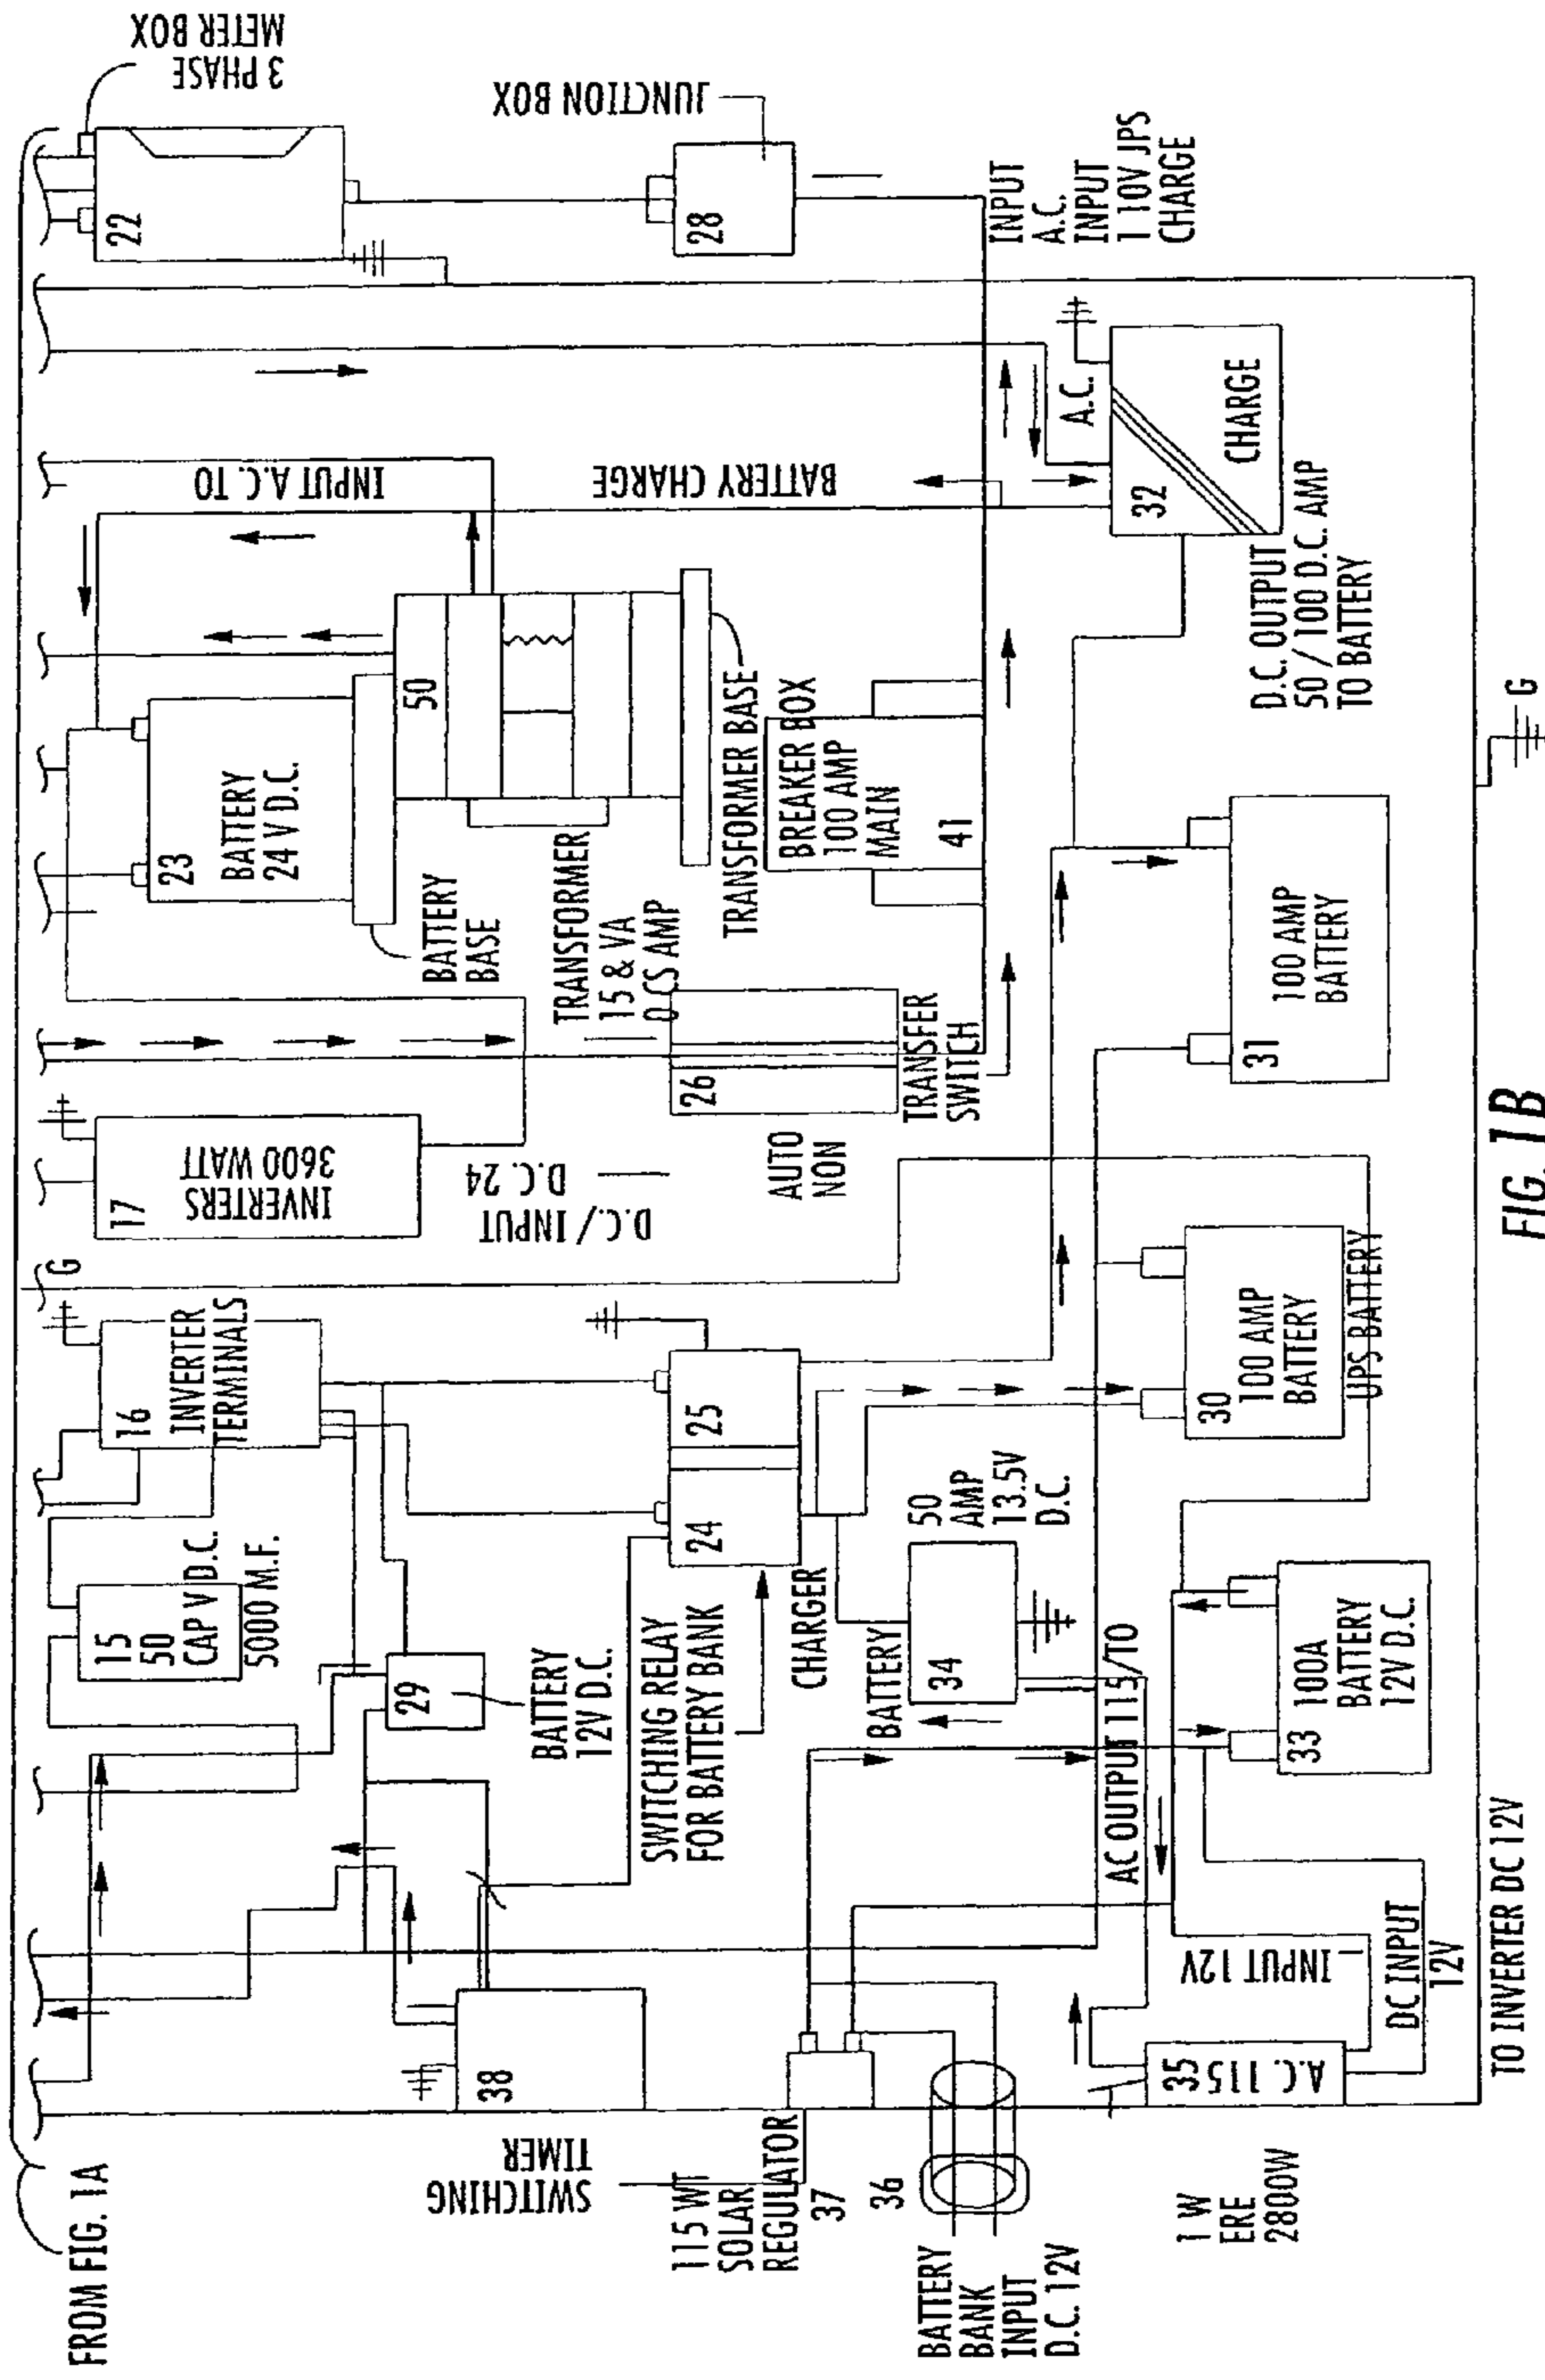 FROM FIG. 1A
3 PHASE
METER BOX
22
JUNCTION BOX
28
INPUT
A.C.
INPUT
110V JPS
CHARGE
INPUT A.C. TO
BATTERY CHARGE
A.C.
32
CHARGE
D.C. OUTPUT
50 / 100 D.C. AMP
TO BATTERY
23
BATTERY
24 V D.C.
BATTERY
BASE
50
TRANSFORMER
15 & VA
0 CS AMP
TRANSFORMER BASE
BREAKER BOX
100 AMP
MAIN
41
17
INVERTERS
3600 WATT
D.C./ INPUT
D.C. 24
26
AUTO
NON
TRANSFER
SWITCH
31
100 AMP
BATTERY
G
G
16
INVERTER
TERMINALS
15
50
CAP V D.C.
5000 M.F.
29
BATTERY
12V D.C.
24
25
SWITCHING RELAY
FOR BATTERY BANK
CHARGER
BATTERY
34
50
AMP
13.5V
D.C.
30
100 AMP
BATTERY
UPS BATTERY
33
100A
BATTERY
12V D.C.
AC OUTPUT 115/TO
38
SWITCHING
TIMER
115 WT
SOLAR
REGULATOR
37
36
BATTERY
BANK
INPUT
D.C. 12V
35
A.C. 115
INPUT 12V
DC INPUT
12V
1 W
ERE
2800W
TO INVERTER DC 12V
FIG. 1B